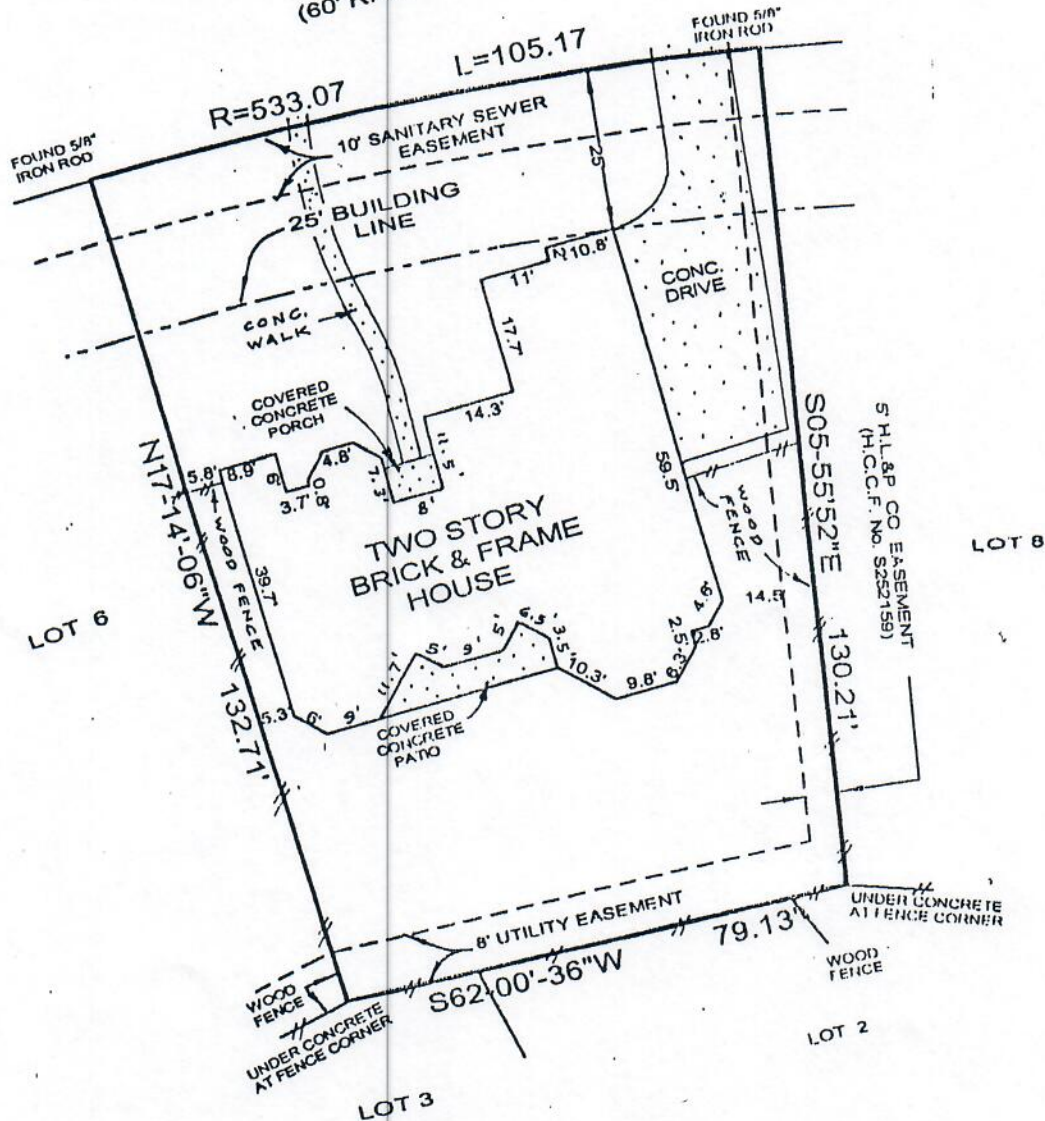 (60' R.
FOUND 5/8"
IRON ROD
L=105.17
R=533.07
FOUND 5/8"
IRON ROD
10' SANITARY SEWER
EASEMENT
25'
25' BUILDING
LINE
N 10.8'
11'
CONC.
DRIVE
CONC.
WALK
17.7'
COVERED
CONCRETE
PORCH
14.3'
11.5'
5.8'
8.9'
6'
3.7'
0.8'
4.8'
7.3'
8'
59.5'
N17-14'-06"W
132.71'
WOOD FENCE
39.7'
TWO STORY
BRICK & FRAME
HOUSE
WOOD
FENCE
S05-55'52"E
130.21'
5' H.L.&P CO EASEMENT
(H.C.C.F. No. S252159)
LOT 8
LOT 6
14.5'
4.6'
2.5'
2.8'
6.3'
9.8'
10.3'
3.5'
6.5'
5'
9'
5'
11.7'
5.3'
6'
9'
COVERED
CONCRETE
PATIO
8' UTILITY EASEMENT
79.13'
S62-00'-36"W
UNDER CONCRETE
AT FENCE CORNER
WOOD
FENCE
WOOD
FENCE
UNDER CONCRETE
AT FENCE CORNER
LOT 2
LOT 3